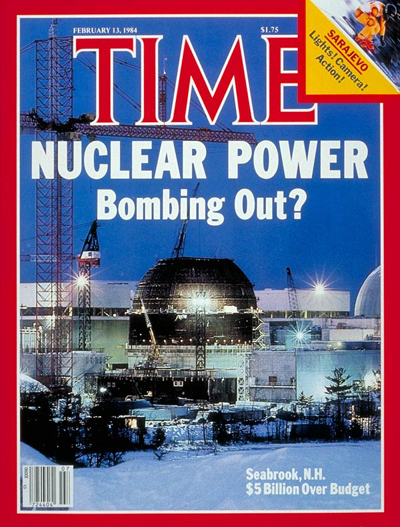 FEBRUARY 13, 1984 $1.75
SARAJEVO
Lights! Camera!
Action!
TIME
NUCLEAR POWER
Bombing Out?
Seabrook, N.H.
$5 Billion Over Budget
07